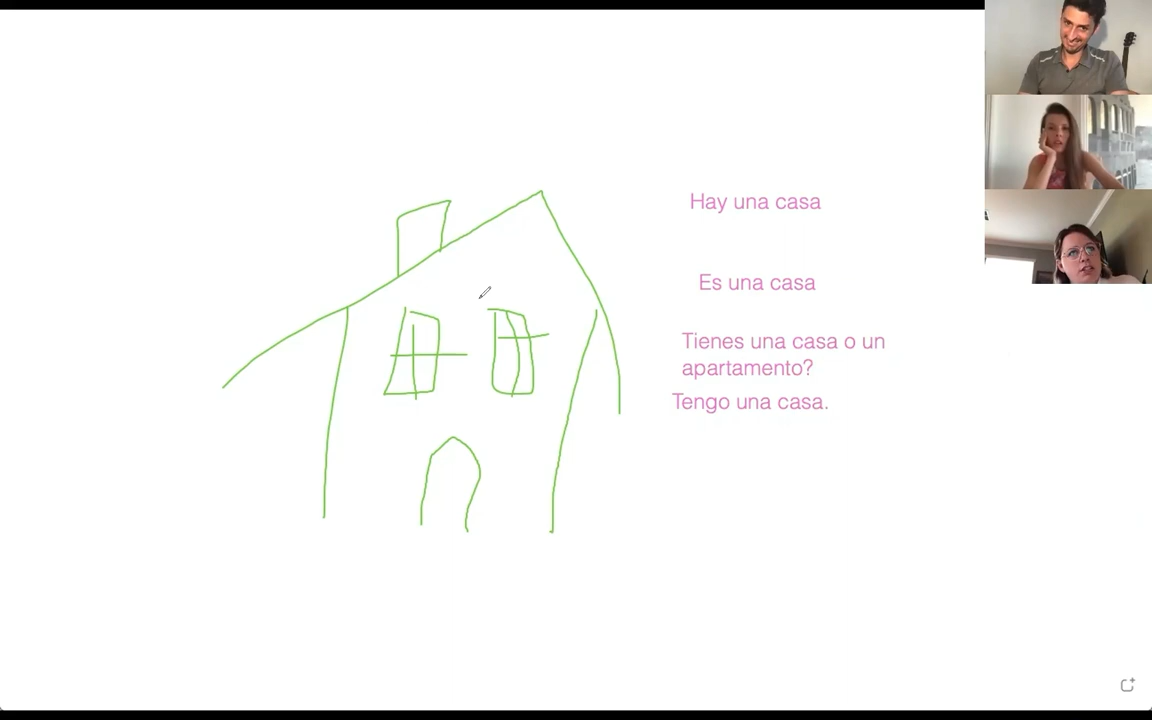 Hay una casa
Es una casa
Tienes una casa o un
apartamento?
Tengo una casa.